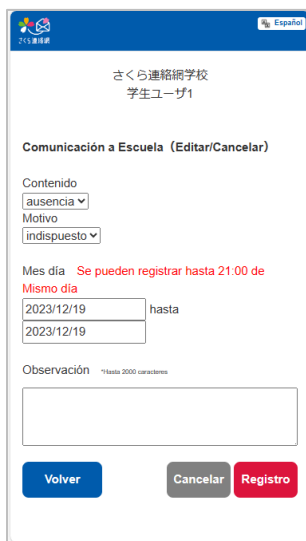 さくら連絡網
Español
さくら連絡網学校
学生ユーザ1
Comunicación a Escuela（Editar/Cancelar）
Contenido
ausencia
Motivo
indispuesto
Mes día Se pueden registrar hasta 21:00 de
Mismo día
2023/12/19 hasta
2023/12/19
Observación *Hasta 2000 caracteres
Volver Cancelar Registro